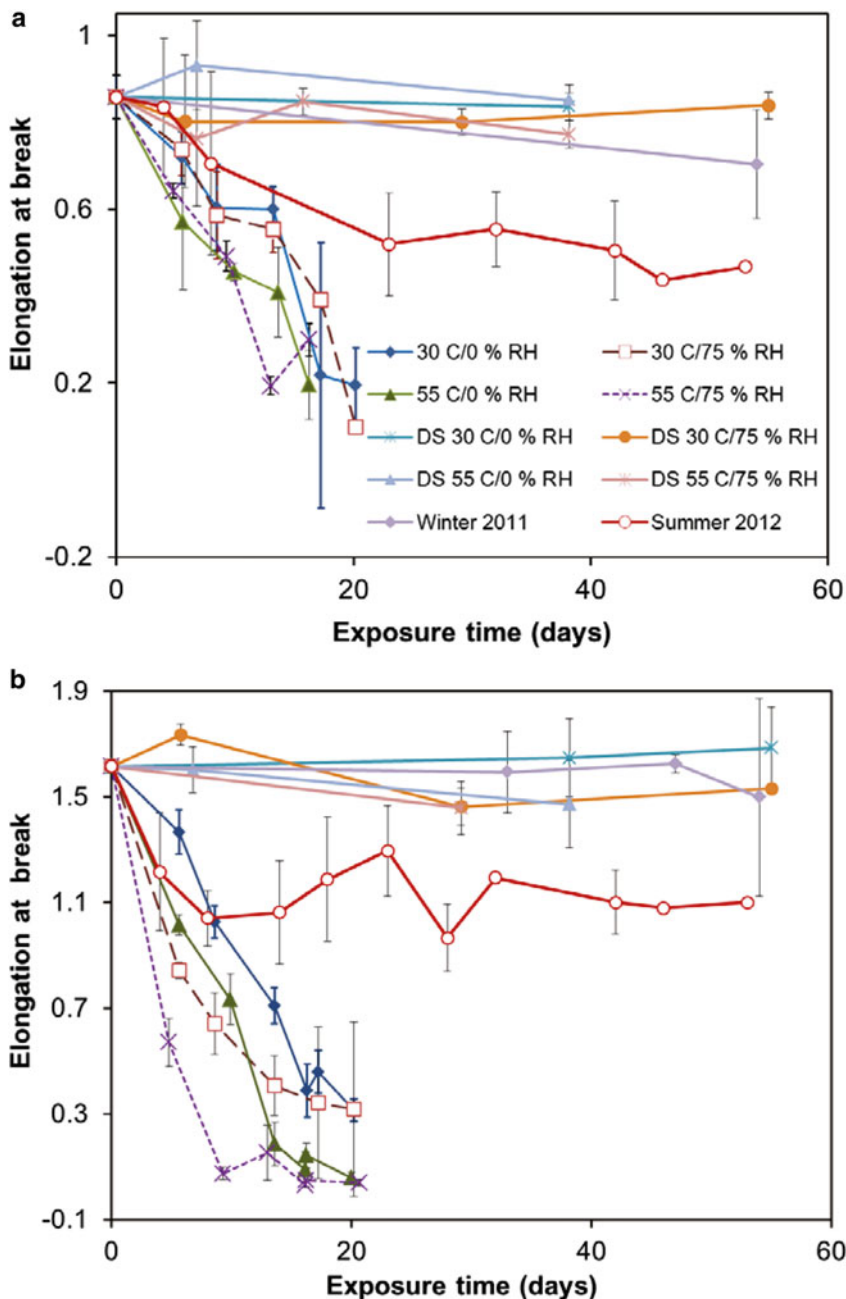 a
1
0.6
0.2
-0.2
Elongation at break
30 C/0 % RH
30 C/75 % RH
55 C/0 % RH
55 C/75 % RH
DS 30 C/0 % RH
DS 30 C/75 % RH
DS 55 C/0 % RH
DS 55 C/75 % RH
Winter 2011
Summer 2012
0
20
40
60
Exposure time (days)
b
1.9
1.5
1.1
0.7
0.3
-0.1
Elongation at break
0
20
40
60
Exposure time (days)